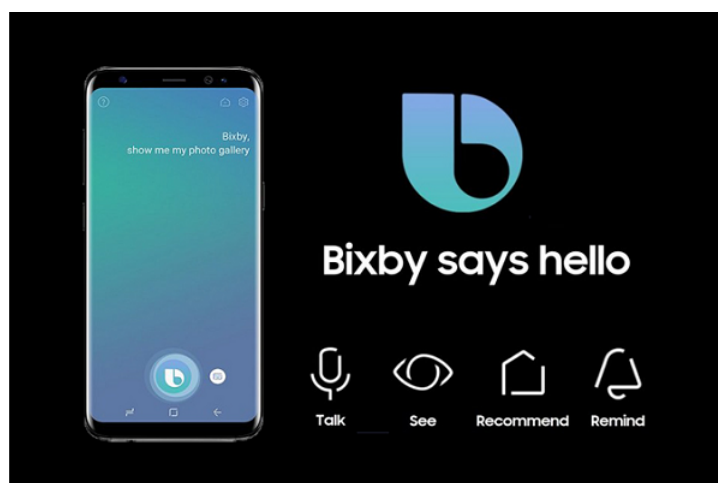 Bixby,
show me my photo gallery
Bixby says hello
Talk
See
Recommend
Remind